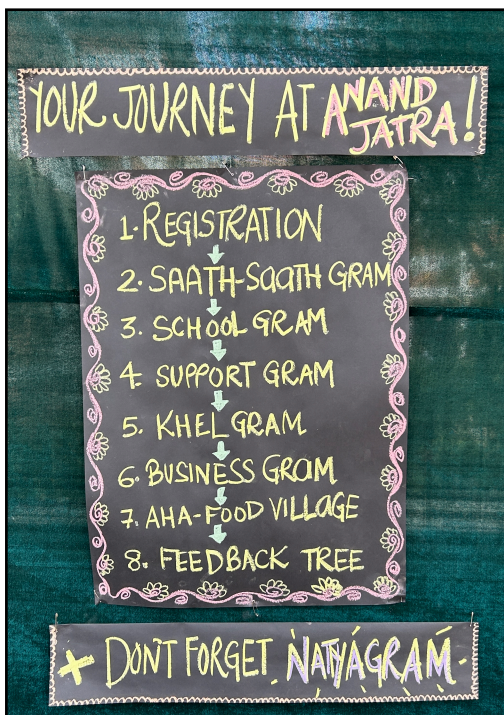 YOUR JOURNEY AT ANAND
JATRA!
1. REGISTRATION
2. SAATH-SAATH GRAM
3. SCHOOL GRAM
4. SUPPORT GRAM
5. KHEL GRAM
6. BUSINESS GRAM
7. AHA-FOOD VILLAGE
8. FEEDBACK TREE
+ DON'T FORGET NATYAGRAM